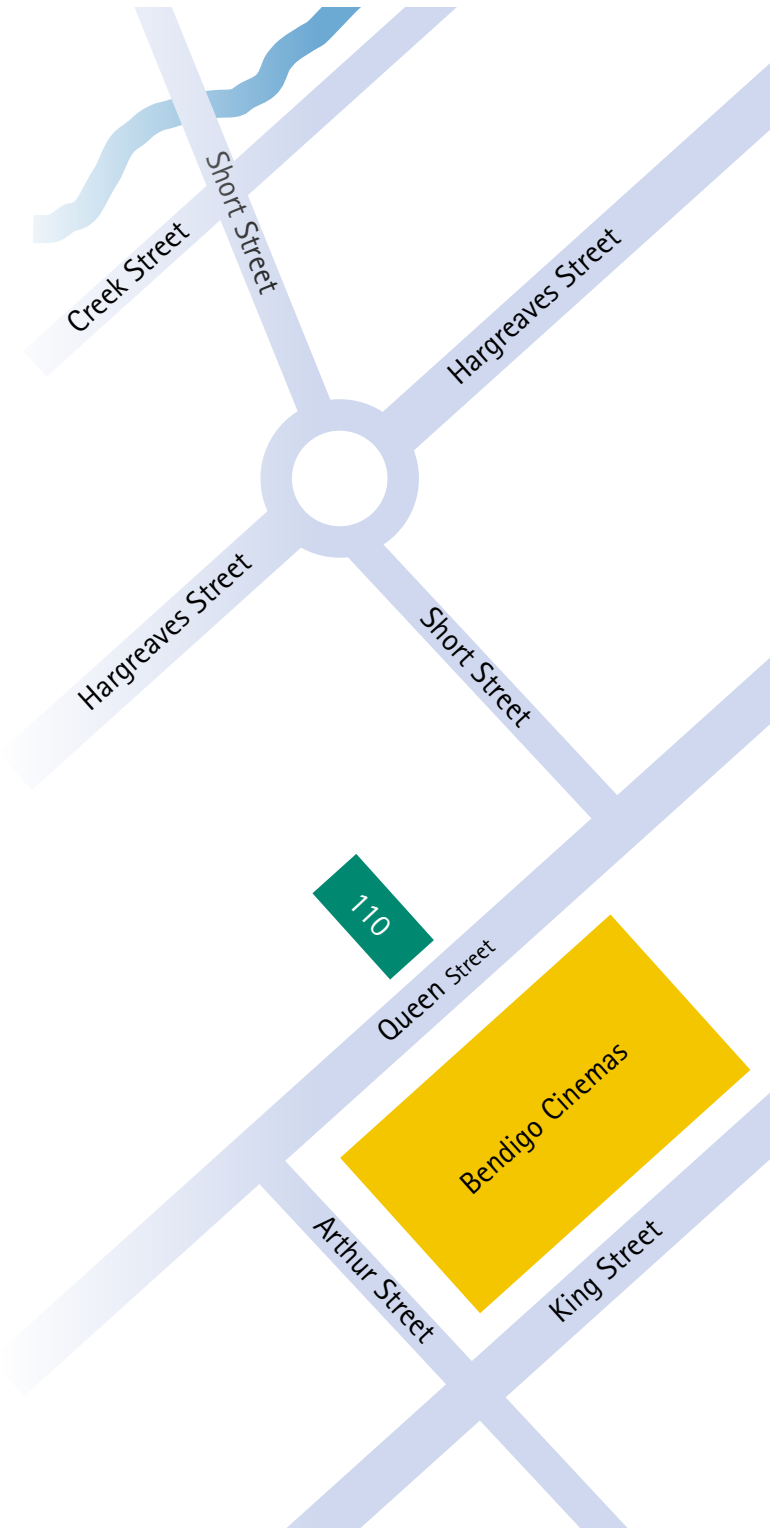 Short Street
Creek Street
Hargreaves Street
Hargreaves Street
Short Street
110
Queen Street
Bendigo Cinemas
Arthur Street
King Street